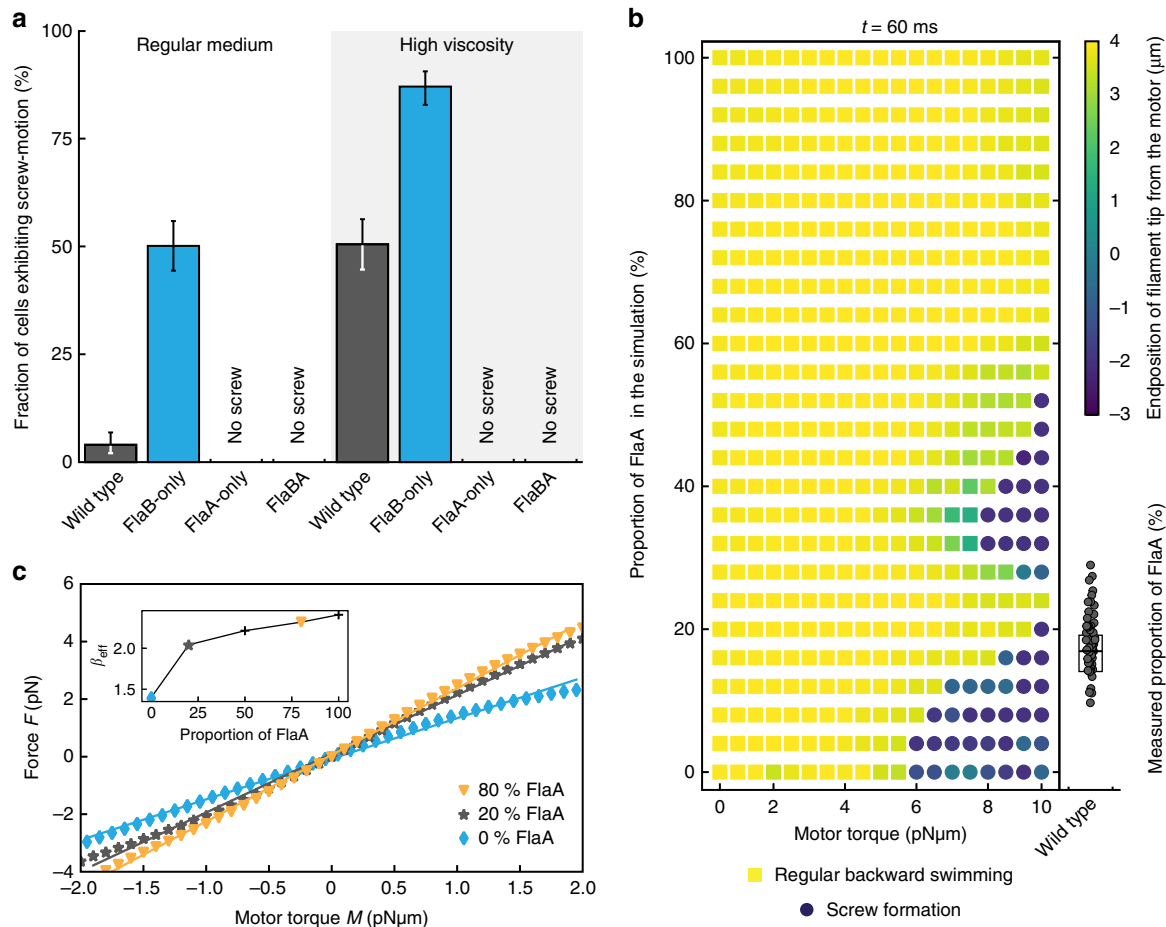 a
Regular medium
High viscosity
Fraction of cells exhibiting screw-motion (%)
100
75
50
25
0
No screw
No screw
No screw
No screw
Wild type
FlaB-only
FlaA-only
FlaBA
Wild type
FlaB-only
FlaA-only
FlaBA
b
t = 60 ms
Proportion of FlaA in the simulation (%)
100
80
60
40
20
0
0
2
4
6
8
10
Motor torque (pNµm)
Wild type
Regular backward swimming
Screw formation
4
3
2
1
0
–1
–2
–3
Endposition of filament tip from the motor (µm)
Measured proportion of FlaA (%)
c
Force F (pN)
6
4
2
0
–2
–4
βeff
2.0
1.5
0
25
50
75
100
Proportion of FlaA
80 % FlaA
20 % FlaA
0 % FlaA
–2.0
–1.5
–1.0
–0.5
0
0.5
1.0
1.5
2.0
Motor torque M (pNµm)